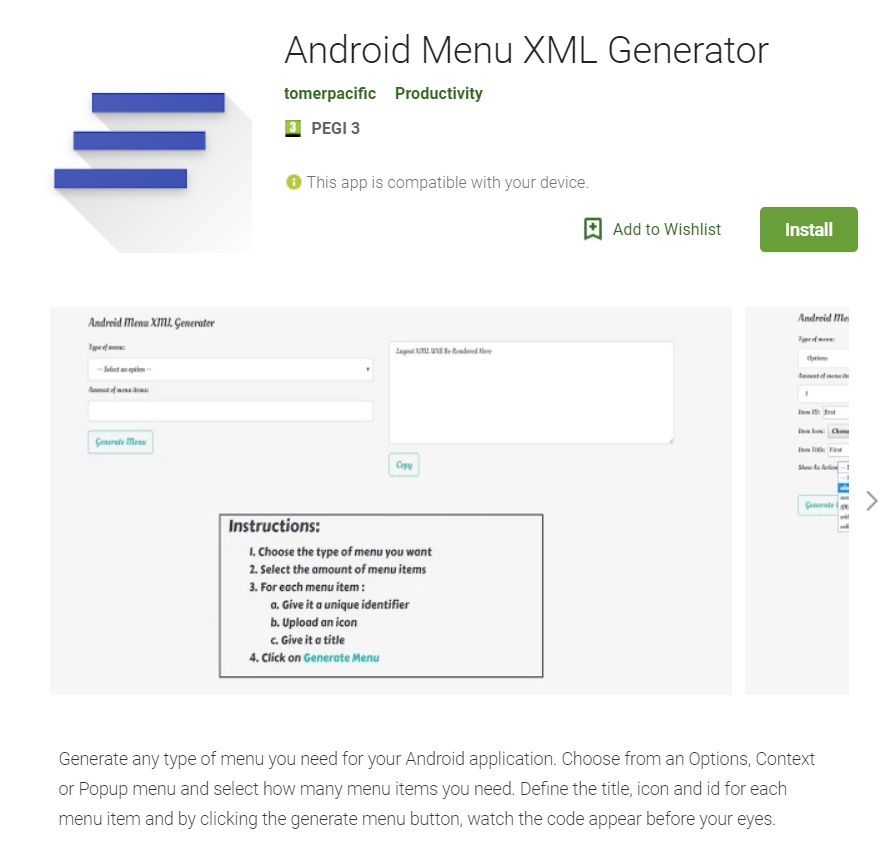 Android Menu XML Generator
tomerpacific Productivity
3 PEGI 3
This app is compatible with your device.
Add to Wishlist
Install
Android Menu XML Generator
Type of menu:
-- Select an option --
Amount of menu items:
Generate Menu
Layout XML Will Be Rendered Here
Copy
Instructions:
1. Choose the type of menu you want
2. Select the amount of menu items
3. For each menu item :
a. Give it a unique identifier
b. Upload an icon
c. Give it a title
4. Click on Generate Menu
Android Me
Type of menu:
Options
Amount of menu ite
1
Item ID: first
Item Icon: Choose
Item Title: First
Show As Action
Generate
Generate any type of menu you need for your Android application. Choose from an Options, Context
or Popup menu and select how many menu items you need. Define the title, icon and id for each
menu item and by clicking the generate menu button, watch the code appear before your eyes.